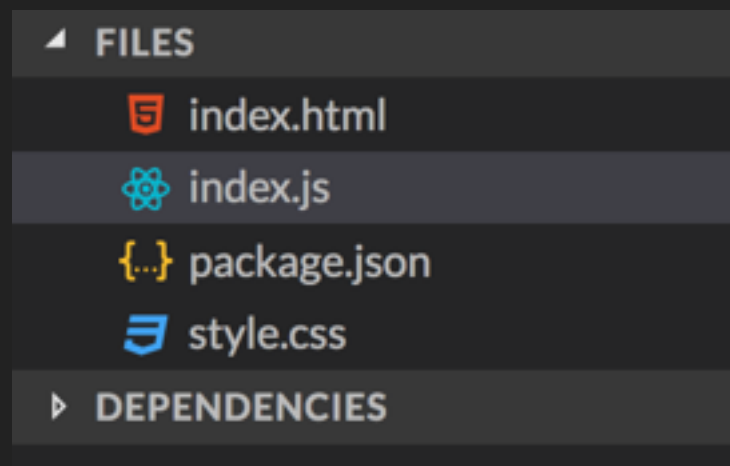 FILES
index.html
index.js
{...} package.json
style.css
DEPENDENCIES